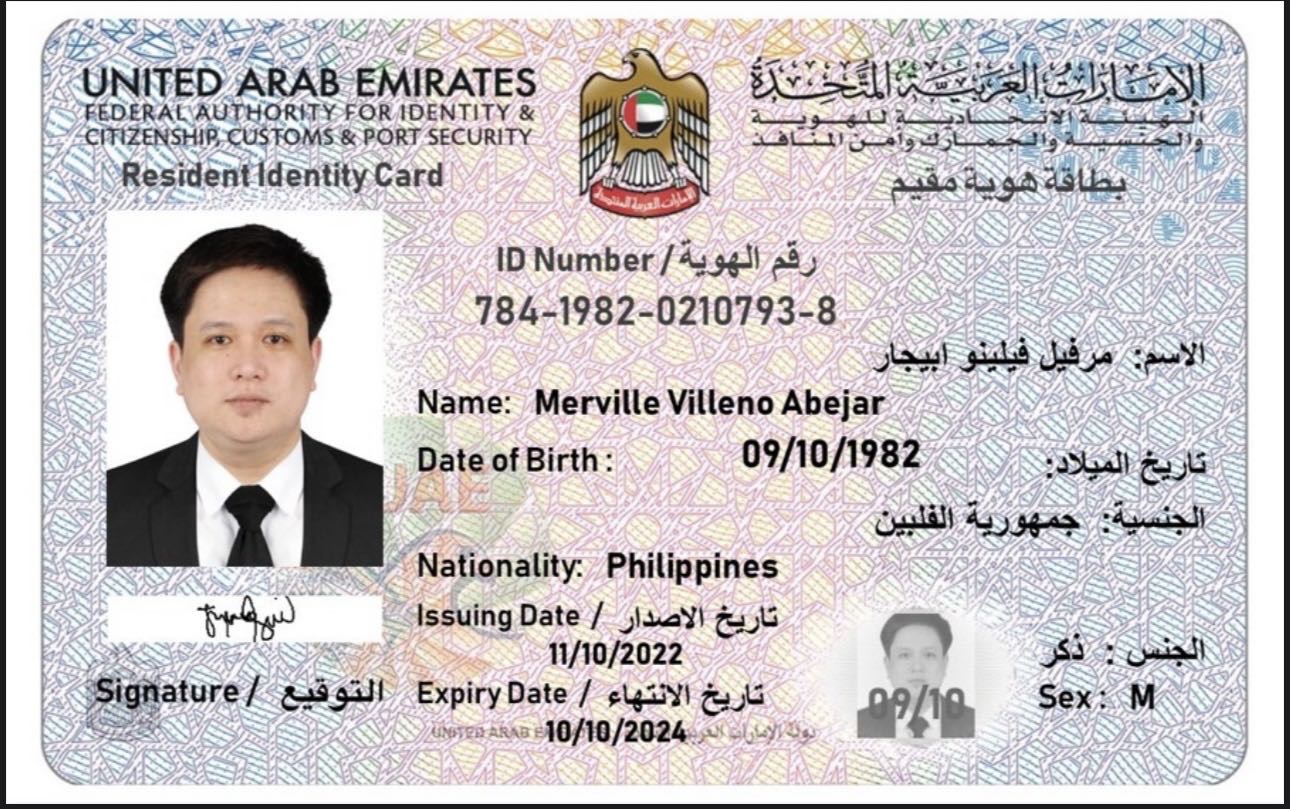 UNITED ARAB EMIRATES
FEDERAL AUTHORITY FOR IDENTITY &
CITIZENSHIP, CUSTOMS & PORT SECURITY
Resident Identity Card
الإمارات العربية المتحدة
الهيئة الاتحادية للهوية
والجنسية والجمارك وأمن المنافذ
بطاقة هوية مقيم
الإمارات العربية المتحدة
ID Number / رقم الهوية
784-1982-0210793-8
الاسم: مرفيل فيلينو ابيجار
Name: Merville Villeno Abejar
Date of Birth : 09/10/1982 تاريخ الميلاد:
UAE
الجنسية: جمهورية الفلبين
Nationality: Philippines
Issuing Date / تاريخ الاصدار
11/10/2022
الجنس : ذكر
Signature / التوقيع
Expiry Date / تاريخ الانتهاء
09/10
Sex : M
10/10/2024